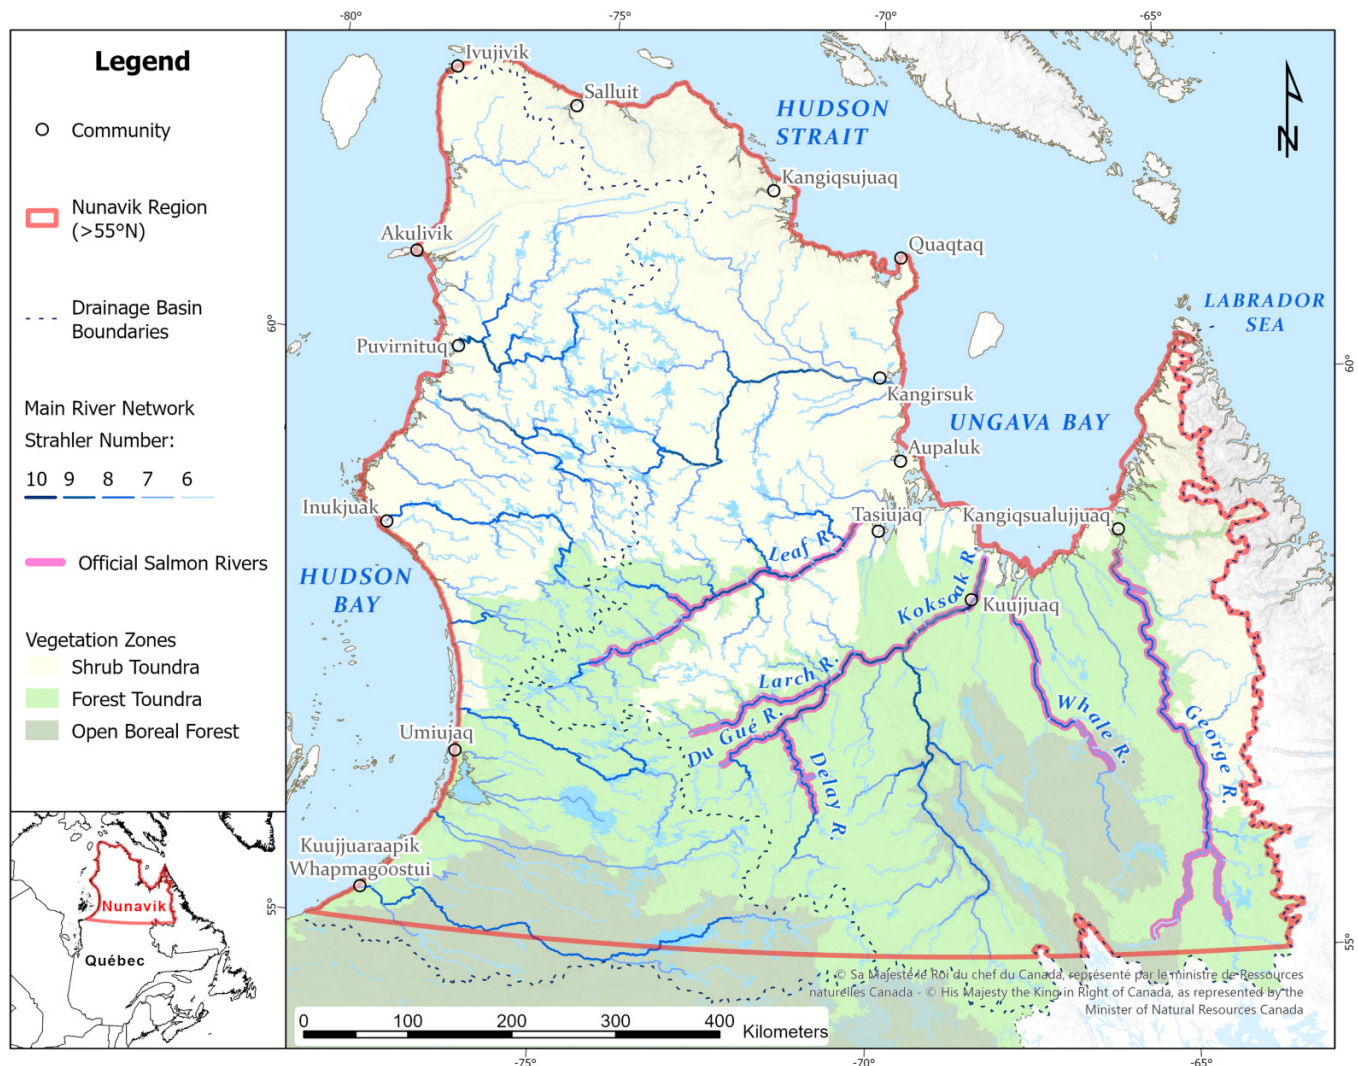 Legend
Community
Nunavik Region
(>55°N)
Drainage Basin
Boundaries
Main River Network
Strahler Number:
10 9 8 7 6
Official Salmon Rivers
Vegetation Zones
Shrub Toundra
Forest Toundra
Open Boreal Forest
Nunavik
Québec
-80° -75° -70° -65°
Ivujivik
Salluit
HUDSON
STRAIT
N
Kangiqsujuaq
Akulivik
Quaqtaq
LABRADOR
SEA
60°
Puvirnituq
60°
Kangirsuk
UNGAVA BAY
Aupaluk
Inukjuak
Tasiujaq
Kangiqsualujjuaq
Leaf R.
HUDSON
BAY
Koksoak R.
Kuujjuaq
Larch R.
Du Gué R.
Delay R.
Whale R.
George R.
Umiujaq
Kuujjuaraapik
Whapmagoostui
55°
55°
© Sa Majesté le Roi du chef du Canada, représenté par le ministre de Ressources
naturelles Canada - © His Majesty the King in Right of Canada, as represented by the
Minister of Natural Resources Canada
0 100 200 300 400 Kilometers
-75° -70° -65°